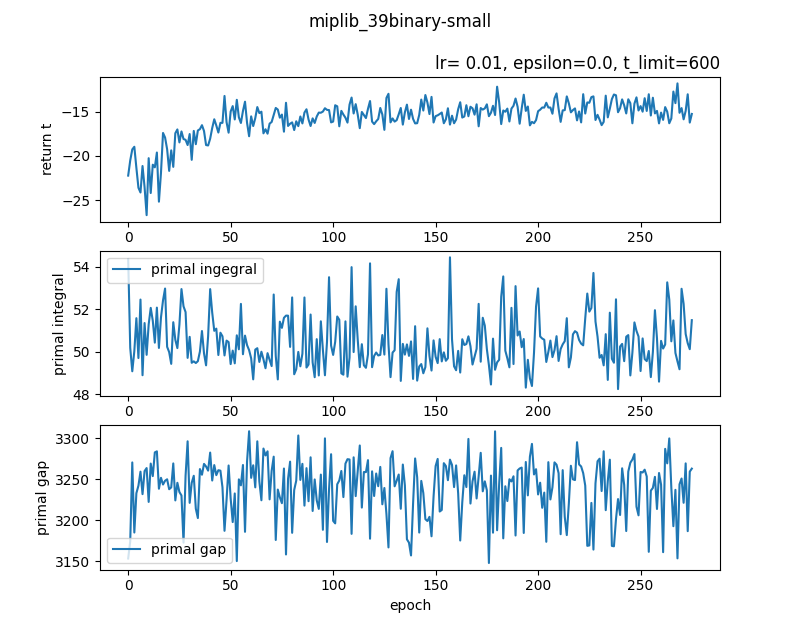 miplib_39binary-small
lr= 0.01, epsilon=0.0, t_limit=600
return t
−15
−20
−25
0 50 100 150 200 250
primal integral
primal ingegral
54
52
50
48
0 50 100 150 200 250
primal gap
3300
3250
3200
3150
primal gap
0 50 100 150 200 250
epoch